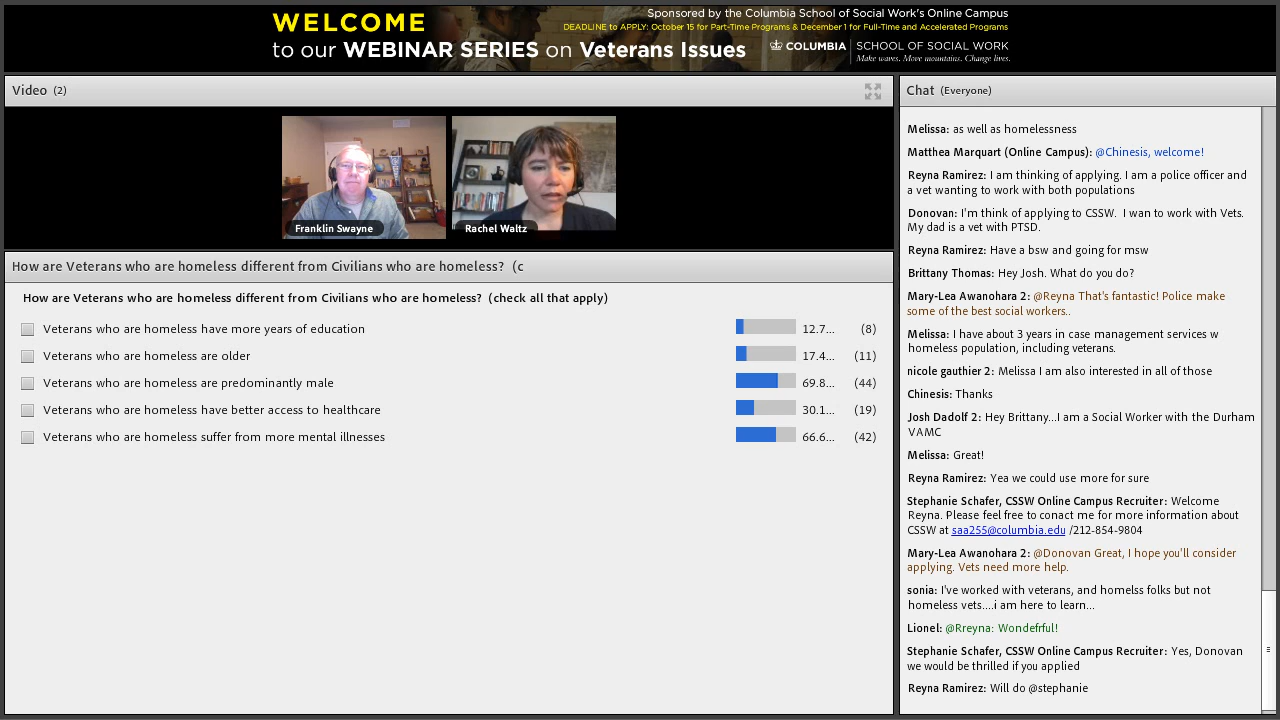 WELCOME
to our WEBINAR SERIES on Veterans Issues
Sponsored by the Columbia School of Social Work's Online Campus
DEADLINE to APPLY: October 15 for Part-Time Programs & December 1 for Full-Time and Accelerated Programs
COLUMBIA SCHOOL OF SOCIAL WORK
Make waves. Move mountains. Change lives.
Video (2)
Franklin Swayne
Rachel Waltz
How are Veterans who are homeless different from Civilians who are homeless? (c
How are Veterans who are homeless different from Civilians who are homeless? (check all that apply)
Veterans who are homeless have more years of education 12.7... (8)
Veterans who are homeless are older 17.4... (11)
Veterans who are homeless are predominantly male 69.8... (44)
Veterans who are homeless have better access to healthcare 30.1... (19)
Veterans who are homeless suffer from more mental illnesses 66.6... (42)
Chat (Everyone)
Melissa: as well as homelessness
Matthea Marquart (Online Campus): @Chinesis, welcome!
Reyna Ramirez: I am thinking of applying. I am a police officer and
a vet wanting to work with both populations
Donovan: I'm think of applying to CSSW. I wan to work with Vets.
My dad is a vet with PTSD.
Reyna Ramirez: Have a bsw and going for msw
Brittany Thomas: Hey Josh. What do you do?
Mary-Lea Awanohara 2: @Reyna That's fantastic! Police make
some of the best social workers..
Melissa: I have about 3 years in case management services w
homeless population, including veterans.
nicole gauthier 2: Melissa I am also interested in all of those
Chinesis: Thanks
Josh Dadolf 2: Hey Brittany...I am a Social Worker with the Durham
VAMC
Melissa: Great!
Reyna Ramirez: Yea we could use more for sure
Stephanie Schafer, CSSW Online Campus Recruiter: Welcome
Reyna. Please feel free to conact me for more information about
CSSW at saa255@columbia.edu /212-854-9804
Mary-Lea Awanohara 2: @Donovan Great, I hope you'll consider
applying. Vets need more help.
sonia: I've worked with veterans, and homelss folks but not
homeless vets....i am here to learn...
Lionel: @Rreyna: Wondefrful!
Stephanie Schafer, CSSW Online Campus Recruiter: Yes, Donovan
we would be thrilled if you applied
Reyna Ramirez: Will do @stephanie